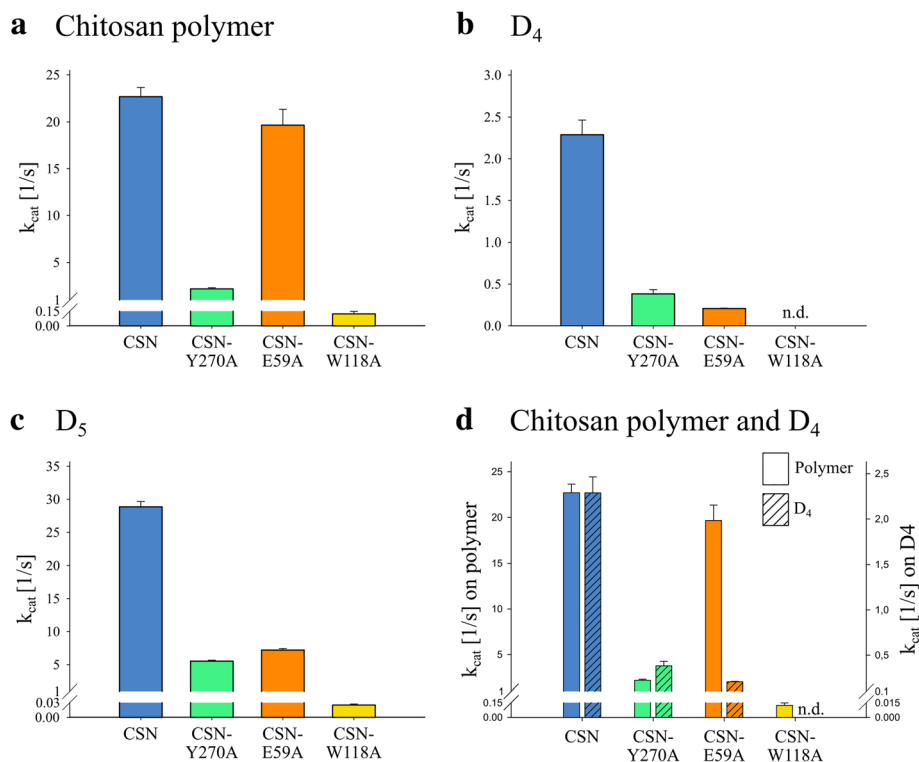 a Chitosan polymer
k_cat [1/s]
25
20
15
10
5
1
0.15
0.00
CSN
CSN-
Y270A
CSN-
E59A
CSN-
W118A
b D₄
k_cat [1/s]
3.0
2.5
2.0
1.5
1.0
0.5
0.0
n.d.
CSN
CSN-
Y270A
CSN-
E59A
CSN-
W118A
c D₅
k_cat [1/s]
35
30
25
20
15
10
5
1
0.03
0.00
CSN
CSN-
Y270A
CSN-
E59A
CSN-
W118A
d Chitosan polymer and D₄
Polymer
D₄
k_cat [1/s] on polymer
25
20
15
10
5
1
0.15
0.00
k_cat [1/s] on D4
2,5
2,0
1,5
1,0
0,5
0.1
0.015
0.000
n.d.
CSN
CSN-
Y270A
CSN-
E59A
CSN-
W118A